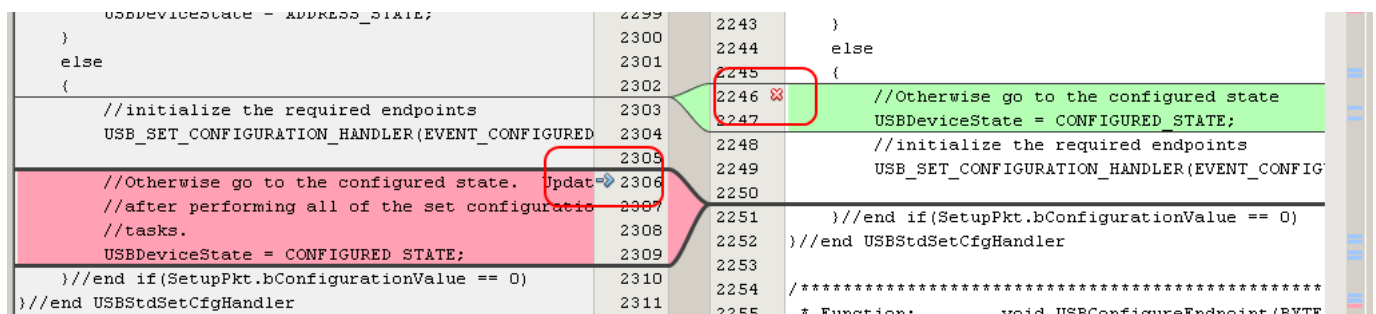 USBDeviceState = ADDRESS_STATE; 2299
} 2300
else 2301
{ 2302
//initialize the required endpoints 2303
USB_SET_CONFIGURATION_HANDLER(EVENT_CONFIGURED 2304
2305
//Otherwise go to the configured state. Updat 2306
//after performing all of the set configuratio 2307
//tasks. 2308
USBDeviceState = CONFIGURED_STATE; 2309
}//end if(SetupPkt.bConfigurationValue == 0) 2310
}//end USBStdSetCfgHandler 2311
2243 }
2244 else
2245 {
2246 //Otherwise go to the configured state
2247 USBDeviceState = CONFIGURED_STATE;
2248 //initialize the required endpoints
2249 USB_SET_CONFIGURATION_HANDLER(EVENT_CONFIG
2250
2251 }//end if(SetupPkt.bConfigurationValue == 0)
2252 }//end USBStdSetCfgHandler
2253
2254 /*************************************************
2255 * Function: void USBConfigureEndpoint(BYTE